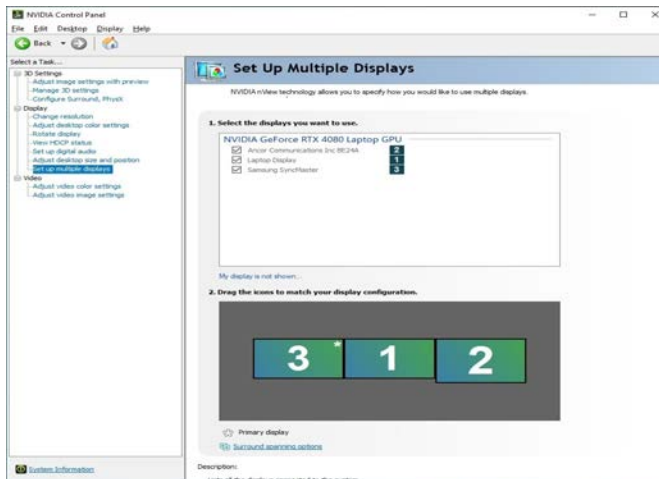 NVIDIA Control Panel
File Edit Desktop Display Help
Back
Select a Task...
3D Settings
Adjust image settings with preview
Manage 3D settings
Configure Surround, PhysX
Display
Change resolution
Adjust desktop color settings
Rotate display
View HDCP status
Set up digital audio
Adjust desktop size and position
Set up multiple displays
Video
Adjust video color settings
Adjust video image settings
System Information
Set Up Multiple Displays
NVIDIA nView technology allows you to specify how you would like to use multiple displays.
1. Select the displays you want to use.
NVIDIA GeForce RTX 4080 Laptop GPU
Ancor Communications Inc BE24A 2
Laptop Display 1
Samsung SyncMaster 3
My display is not shown...
2. Drag the icons to match your display configuration.
3 * 1 2
Primary display
Surround spanning options
Description: